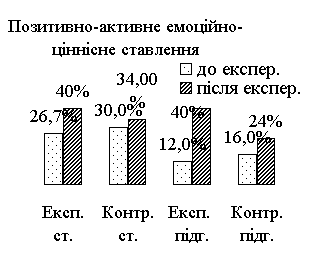 Позитивно-активне емоційно-
ціннісне ставлення
до експер.
після експер.
26,7%
40%
30,0%
34,00
%
12,0%
40%
16,0%
24%
Експ. Контр. Експ. Контр.
ст. ст. підг. підг.